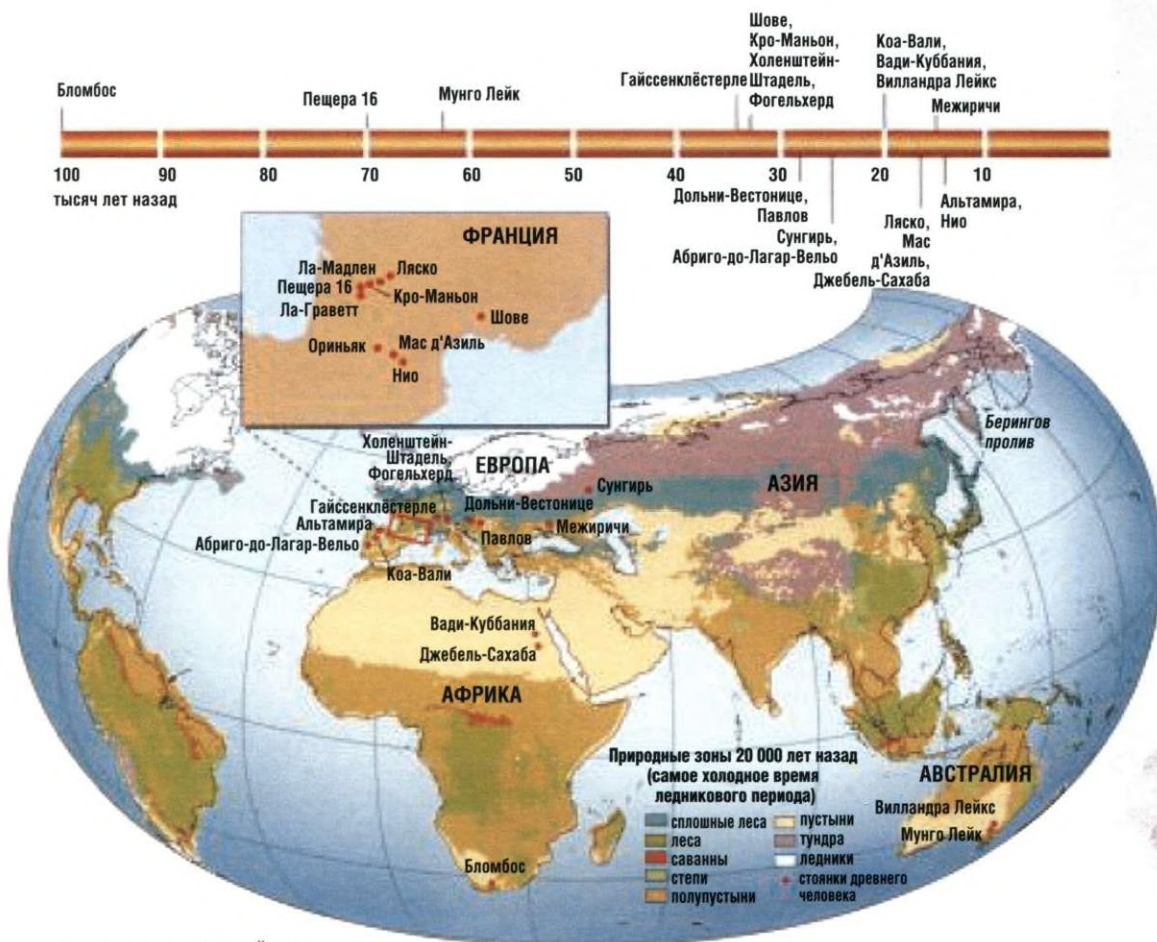 Шове,
Кро-Маньон,
Холенштейн-
Штадель,
Фогельхерд
Коа-Вали,
Вади-Куббания,
Вилландра Лейкс
Бломбос
Пещера 16
Мунго Лейк
Гайссенклёстерле
Межиричи
100
90
80
70
60
50
40
30
20
10
тысяч лет назад
Дольни-Вестонице,
Павлов
Сунгирь,
Абриго-до-Лагар-Вельо
Ляско,
Мас
д'Азиль,
Джебель-Сахаба
Альтамира,
Нио
ФРАНЦИЯ
Ла-Мадлен
Ляско
Пещера 16
Кро-Маньон
Ла-Граветт
Шове
Ориньяк
Мас д'Азиль
Нио
Берингов
пролив
Холенштейн-
Штадель,
Фогельхерд
ЕВРОПА
АЗИЯ
Сунгирь
Гайссенклёстерле
Дольни-Вестонице
Альтамира
Межиричи
Абриго-до-Лагар-Вельо
Павлов
Коа-Вали
Вади-Куббания
Джебель-Сахаба
АФРИКА
Бломбос
АВСТРАЛИЯ
Вилландра Лейкс
Мунго Лейк
Природные зоны 20 000 лет назад
(самое холодное время
ледникового периода)
сплошные леса
леса
саванны
степи
полупустыни
пустыни
тундра
ледники
стоянки древнего
человека